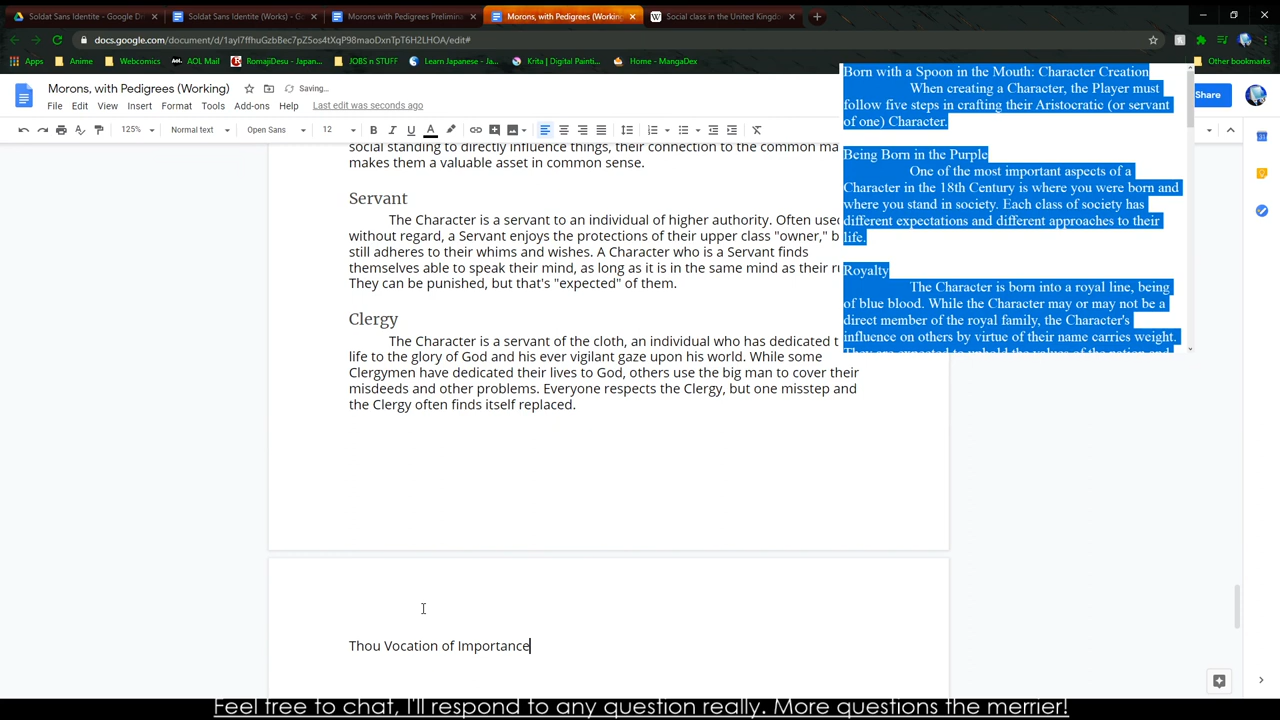 Soldat Sans Identite - Google D
Soldat Sans Identite (Works) - Go
Morons with Pedigrees Prelimina
Morons, with Pedigrees (Working)
Social class in the United Kingdo
docs.google.com/document/d/1ayl7ffhuGzbBec7pZ5os4tXqP98maoDxnTpT6H2LHOA/edit#
Apps
Anime
Webcomics
AOL Mail
RomajiDesu - Japan...
JOBS n STUFF
Learn Japanese - Ja...
Krita | Digital Painti...
Home - MangaDex
Other bookmarks
Morons, with Pedigrees (Working)
Saving...
Share
File Edit View Insert Format Tools Add-ons Help Last edit was seconds ago
125% Normal text Open Sans 12
social standing to directly influence things, their connection to the common ma
makes them a valuable asset in common sense.
Servant
The Character is a servant to an individual of higher authority. Often used
without regard, a Servant enjoys the protections of their upper class "owner," b
still adheres to their whims and wishes. A Character who is a Servant finds
themselves able to speak their mind, as long as it is in the same mind as their ru
They can be punished, but that's "expected" of them.
Clergy
The Character is a servant of the cloth, an individual who has dedicated t
life to the glory of God and his ever vigilant gaze upon his world. While some
Clergymen have dedicated their lives to God, others use the big man to cover their
misdeeds and other problems. Everyone respects the Clergy, but one misstep and
the Clergy often finds itself replaced.
Thou Vocation of Importance
Born with a Spoon in the Mouth: Character Creation
When creating a Character, the Player must
follow five steps in crafting their Aristocratic (or servant
of one) Character.
Being Born in the Purple
One of the most important aspects of a
Character in the 18th Century is where you were born and
where you stand in society. Each class of society has
different expectations and different approaches to their
life.
Royalty
The Character is born into a royal line, being
of blue blood. While the Character may or may not be a
direct member of the royal family, the Character's
influence on others by virtue of their name carries weight.
They are expected to uphold the values of the nation and
Feel free to chat, I'll respond to any question really. More questions the merrier!